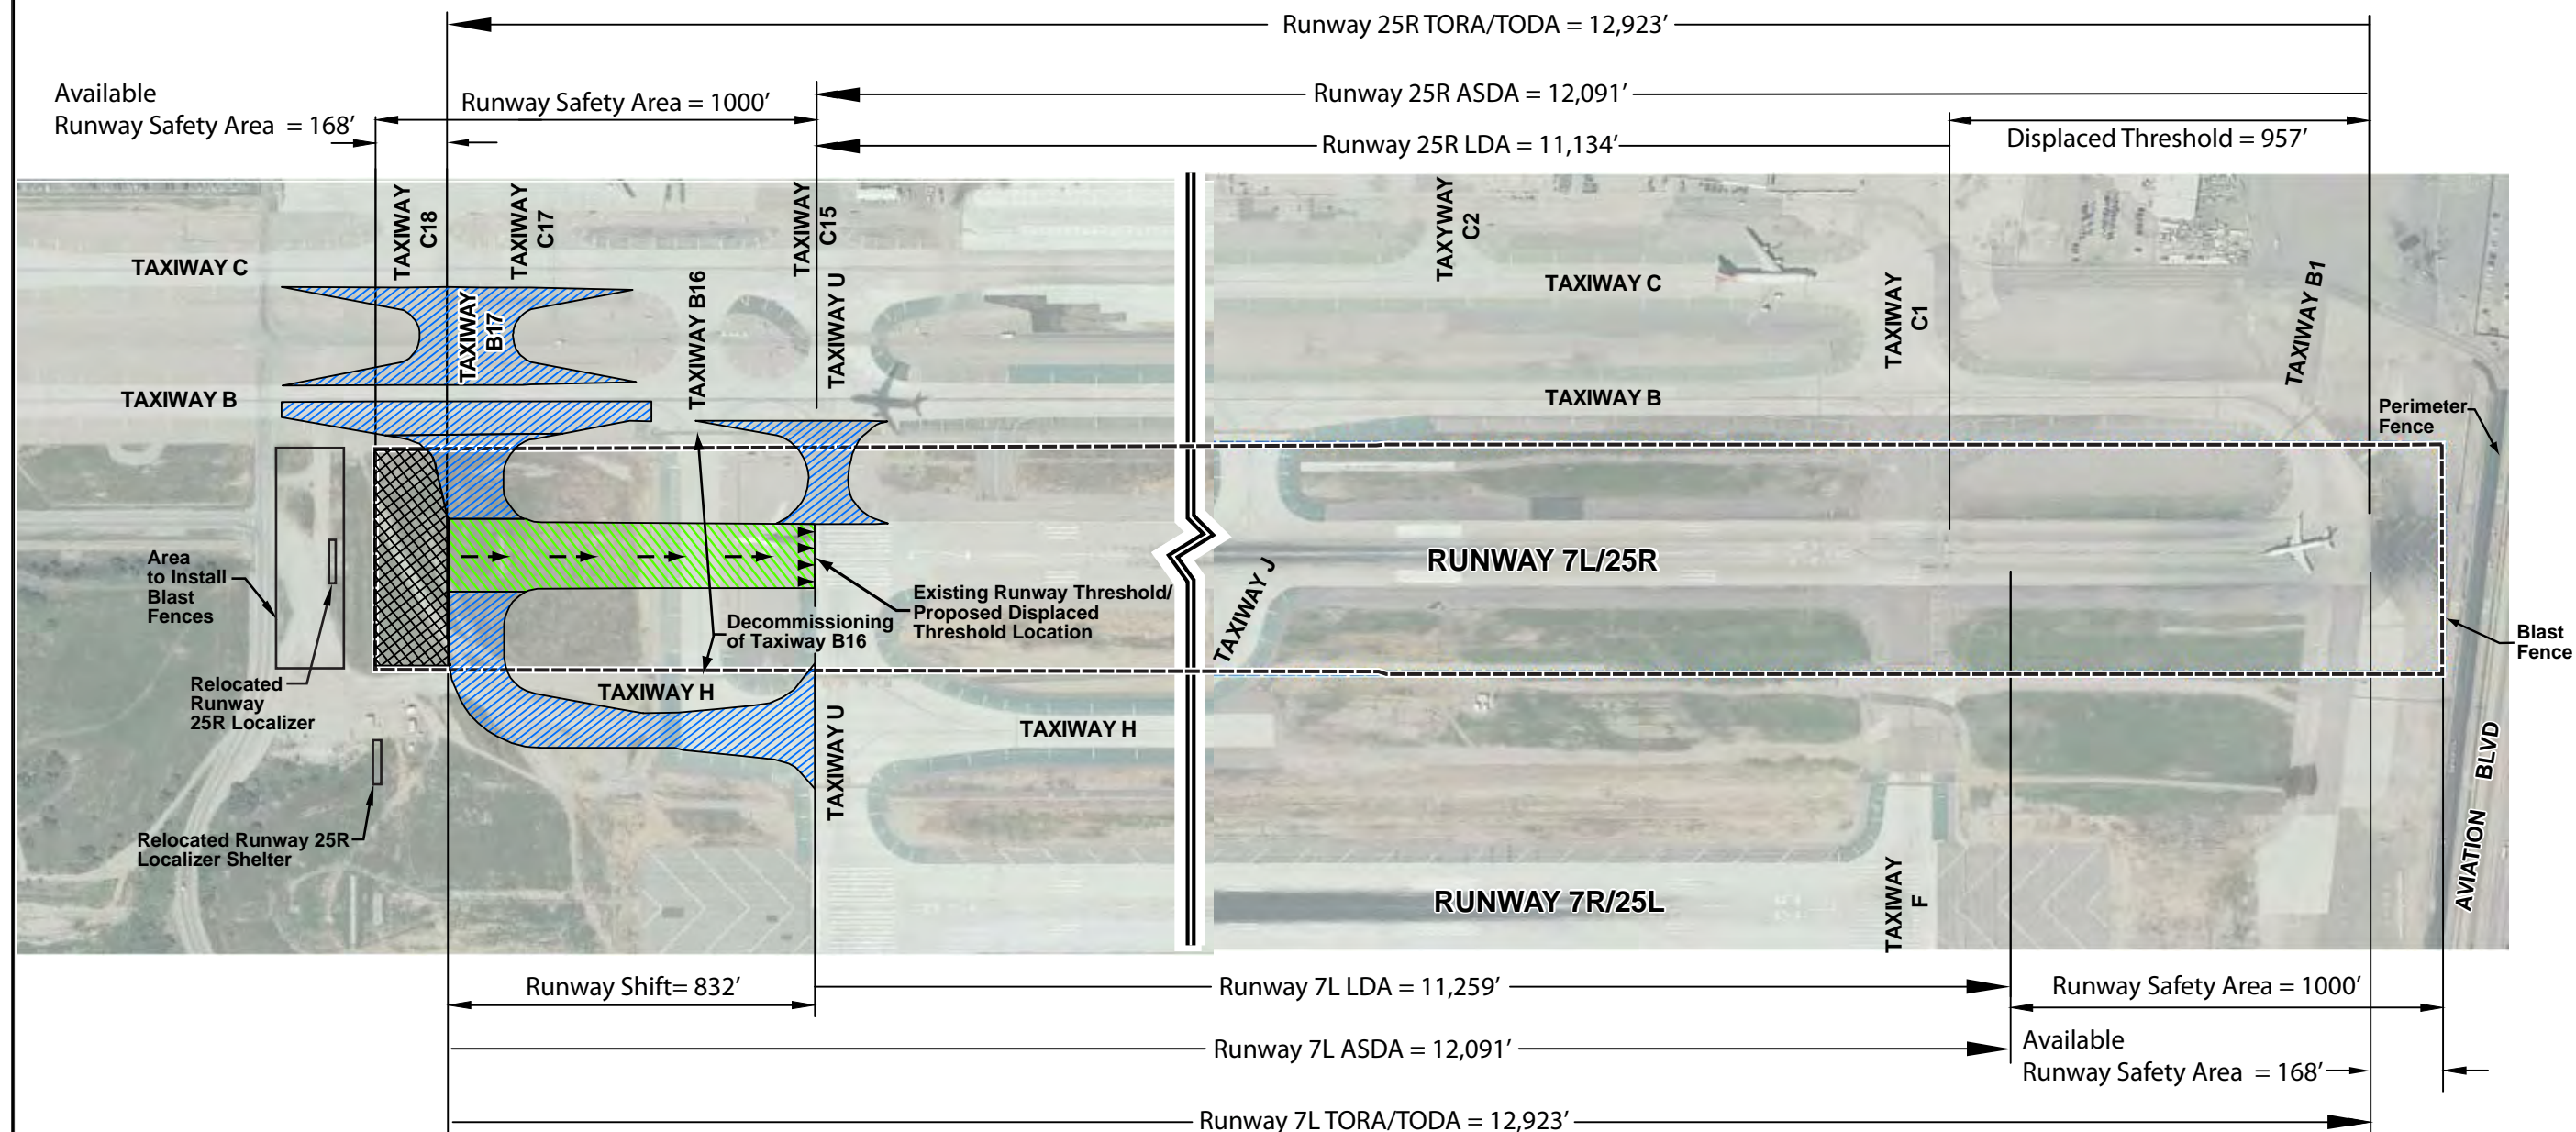 Runway 25R TORA/TODA = 12,923’
Available
Runway Safety Area = 168’
Runway Safety Area = 1000’
Runway 25R ASDA = 12,091’
Runway 25R LDA = 11,134’
Displaced Threshold = 957’
TAXIWAY
C18
TAXIWAY
C17
TAXIWAY
C15
TAXIWAY U
TAXIWAY B16
TAXYWAY
C2
TAXIWAY
C1
TAXIWAY B1
TAXIWAY C
TAXIWAY C
TAXIWAY
B17
TAXIWAY B
TAXIWAY B
Perimeter
Fence
Area
to Install
Blast
Fences
RUNWAY 7L/25R
Existing Runway Threshold/
Proposed Displaced
Threshold Location
Decommissioning
of Taxiway B16
TAXIWAY J
Blast
Fence
Relocated
Runway
25R Localizer
TAXIWAY H
TAXIWAY H
TAXIWAY U
Relocated Runway 25R
Localizer Shelter
RUNWAY 7R/25L
TAXIWAY
F
AVIATION BLVD
Runway Shift= 832’
Runway 7L LDA = 11,259’
Runway Safety Area = 1000’
Runway 7L ASDA = 12,091’
Available
Runway Safety Area = 168’
Runway 7L TORA/TODA = 12,923’